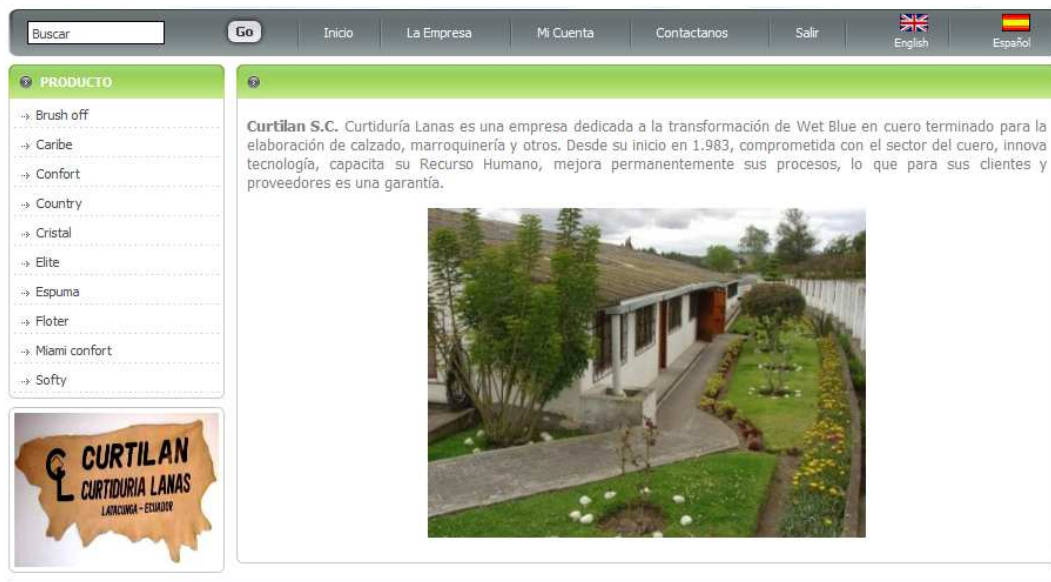 Buscar Go Inicio La Empresa Mi Cuenta Contactanos Salir English Español
PRODUCTO
Brush off
Caribe
Confort
Country
Cristal
Elite
Espuma
Floter
Miami confort
Softy
CURTILAN
CURTIDURIA LANAS
LATACUNGA - ECUADOR
Curtilan S.C. Curtiduría Lanas es una empresa dedicada a la transformación de Wet Blue en cuero terminado para la
elaboración de calzado, marroquinería y otros. Desde su inicio en 1.983, comprometida con el sector del cuero, innova
tecnología, capacita su Recurso Humano, mejora permanentemente sus procesos, lo que para sus clientes y
proveedores es una garantía.